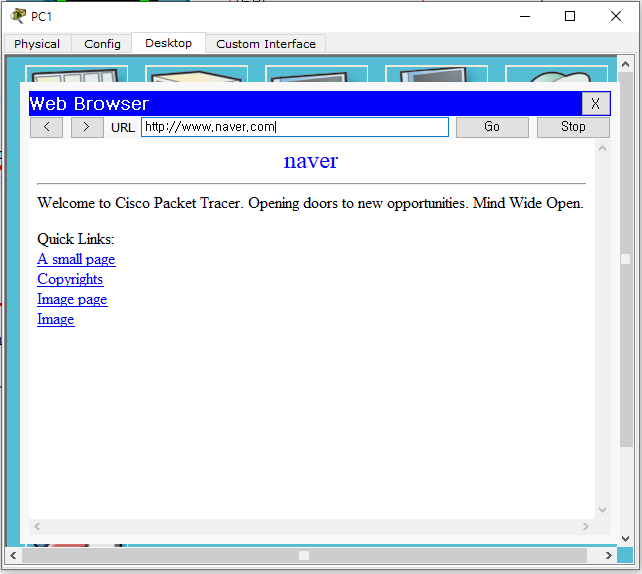 PC1
Physical Config Desktop Custom Interface
Web Browser X
< > URL http://www.naver.com Go Stop
naver
Welcome to Cisco Packet Tracer. Opening doors to new opportunities. Mind Wide Open.
Quick Links:
A small page
Copyrights
Image page
Image